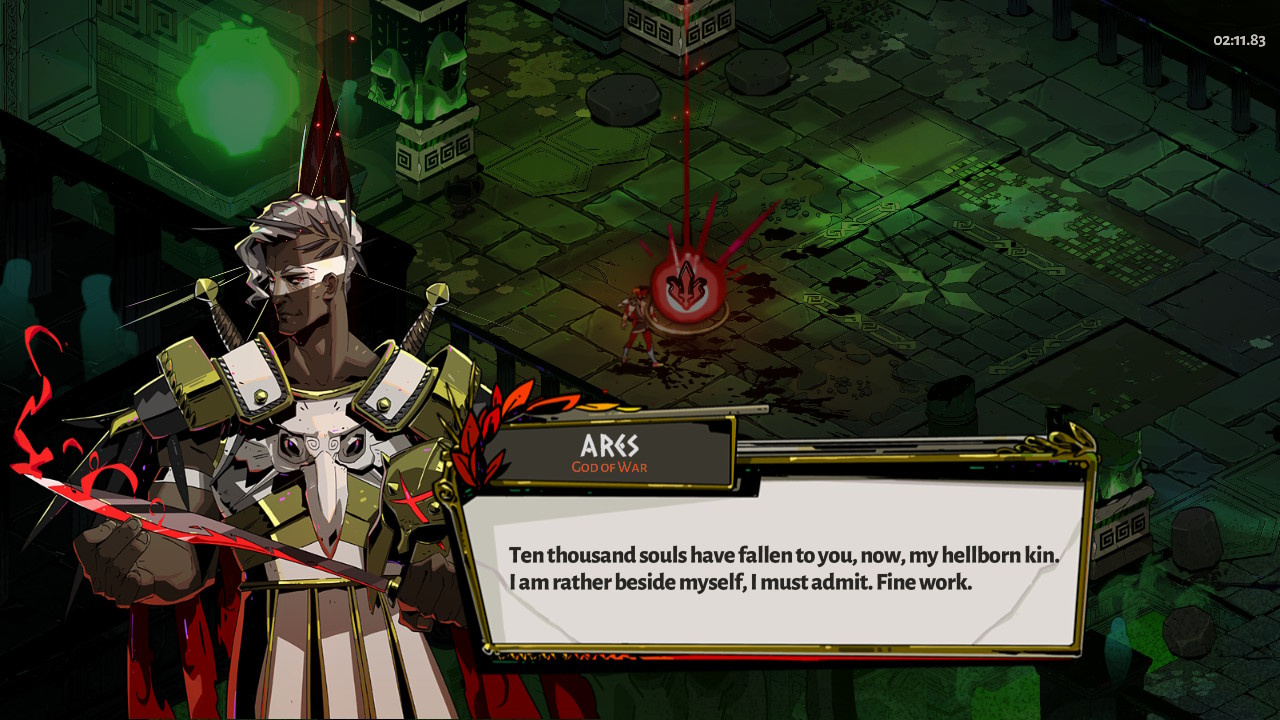 02:11.83
ARES
GOD OF WAR
Ten thousand souls have fallen to you, now, my hellborn kin.
I am rather beside myself, I must admit. Fine work.